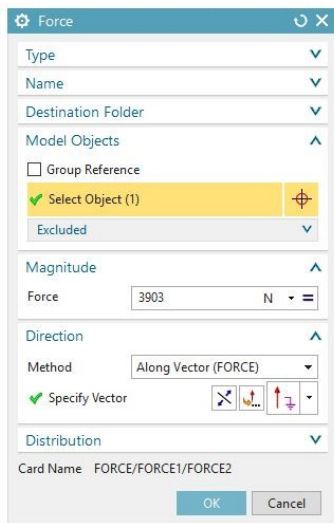 Force
Type
Name
Destination Folder
Model Objects
Group Reference
Select Object (1)
Excluded
Magnitude
Force 3903 N
Direction
Method Along Vector (FORCE)
Specify Vector
Distribution
Card Name FORCE/FORCE1/FORCE2
OK Cancel